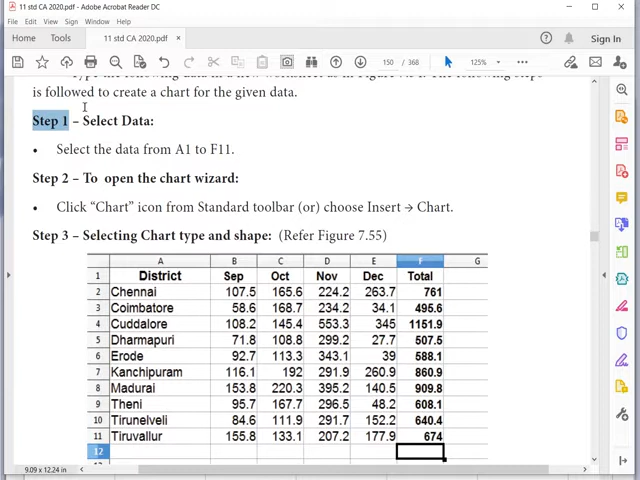 11 std CA 2020.pdf - Adobe Acrobat Reader DC
File Edit View Sign Window Help
Home Tools 11 std CA 2020.pdf × Sign In
150 / 368 125%
is followed to create a chart for the given data.
Step 1 – Select Data:
• Select the data from A1 to F11.
Step 2 – To open the chart wizard:
• Click “Chart” icon from Standard toolbar (or) choose Insert → Chart.
Step 3 – Selecting Chart type and shape: (Refer Figure 7.55)
A B C D E F G
1 District Sep Oct Nov Dec Total
2 Chennai 107.5 165.6 224.2 263.7 761
3 Coimbatore 58.6 168.7 234.2 34.1 495.6
4 Cuddalore 108.2 145.4 553.3 345 1151.9
5 Dharmapuri 71.8 108.8 299.2 27.7 507.5
6 Erode 92.7 113.3 343.1 39 588.1
7 Kanchipuram 116.1 192 291.9 260.9 860.9
8 Madurai 153.8 220.3 395.2 140.5 909.8
9 Theni 95.7 167.7 296.5 48.2 608.1
10 Tirunelveli 84.6 111.9 291.7 152.2 640.4
11 Tiruvallur 155.8 133.1 207.2 177.9 674
12
9.09 x 12.24 in